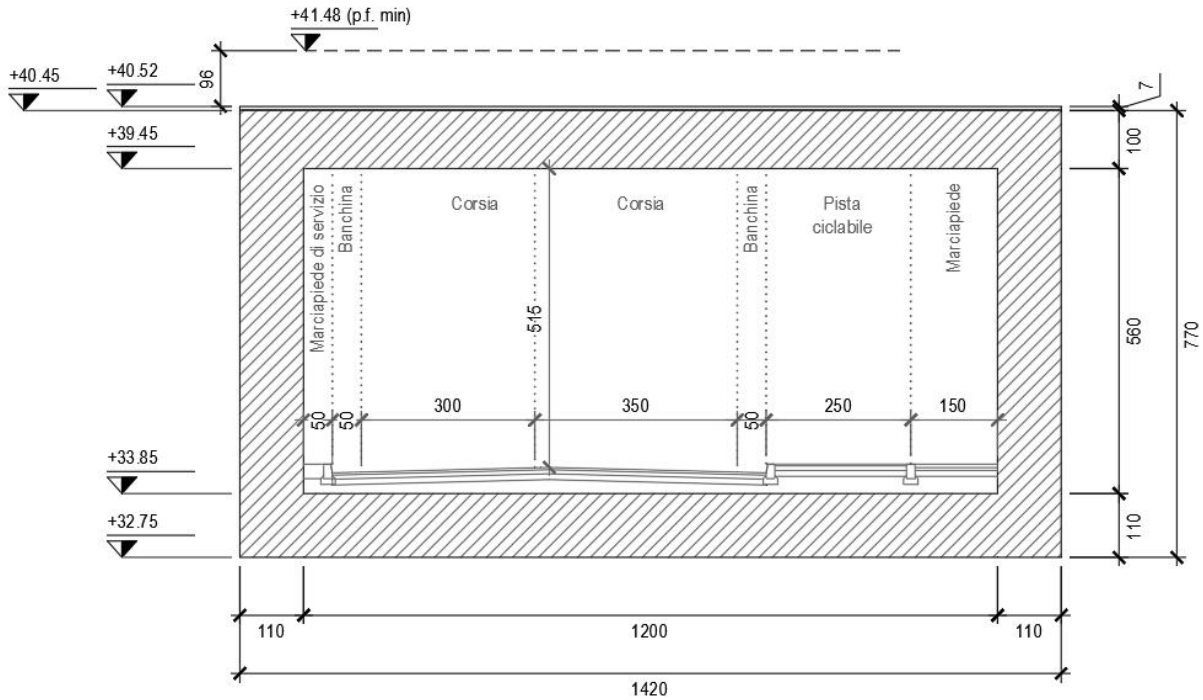 +41.48 (p.f. min)
+40.45
+40.52
96
7
+39.45
100
Marciapiede di servizio
Banchina
Corsia
Corsia
Banchina
Pista
ciclabile
Marciapiede
515
560
770
50
50
300
350
50
250
150
+33.85
+32.75
110
110
1200
110
1420